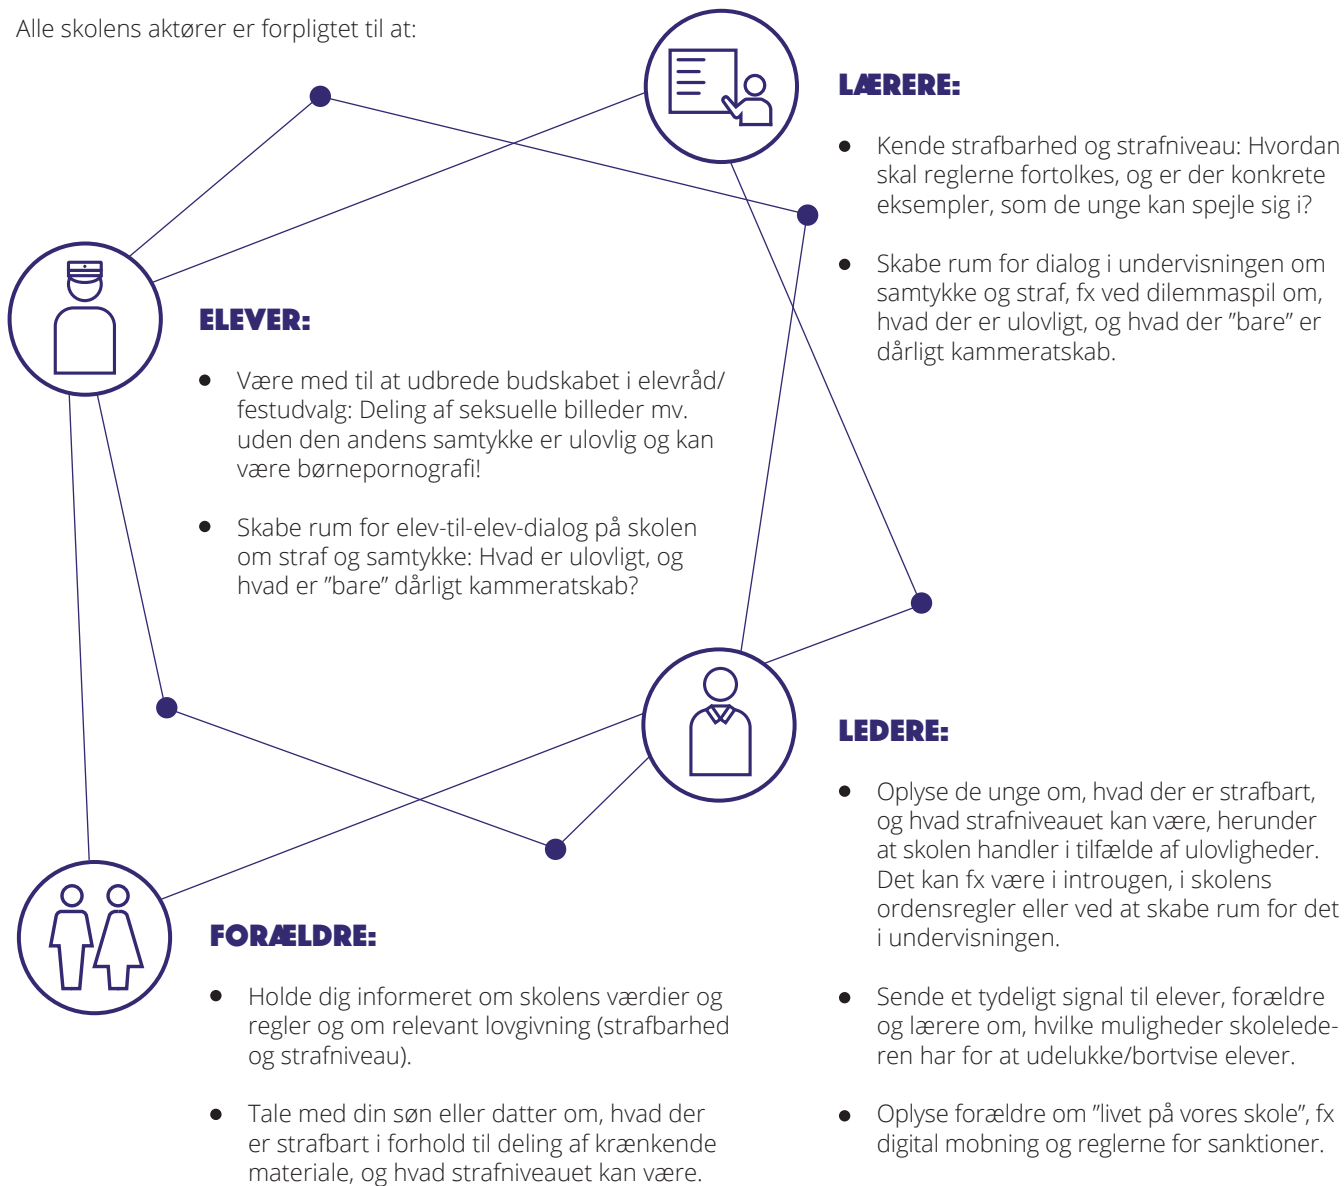 Alle skolens aktører er forpligtet til at:
LÆRERE:
Kende strafbarhed og strafniveau: Hvordan
skal reglerne fortolkes, og er der konkrete
eksempler, som de unge kan spejle sig i?
Skabe rum for dialog i undervisningen om
samtykke og straf, fx ved dilemmaspil om,
hvad der er ulovligt, og hvad der ”bare” er
dårligt kammeratskab.
ELEVER:
Være med til at udbrede budskabet i elevråd/
festudvalg: Deling af seksuelle billeder mv.
uden den andens samtykke er ulovlig og kan
være børnepornografi!
Skabe rum for elev-til-elev-dialog på skolen
om straf og samtykke: Hvad er ulovligt, og
hvad er ”bare” dårligt kammeratskab?
LEDERE:
Oplyse de unge om, hvad der er strafbart,
og hvad strafniveauet kan være, herunder
at skolen handler i tilfælde af ulovligheder.
Det kan fx være i introugen, i skolens
ordensregler eller ved at skabe rum for det
i undervisningen.
Sende et tydeligt signal til elever, forældre
og lærere om, hvilke muligheder skolelede-
ren har for at udelukke/bortvise elever.
Oplyse forældre om ”livet på vores skole”, fx
digital mobning og reglerne for sanktioner.
FORÆLDRE:
Holde dig informeret om skolens værdier og
regler og om relevant lovgivning (strafbarhed
og strafniveau).
Tale med din søn eller datter om, hvad der
er strafbart i forhold til deling af krænkende
materiale, og hvad strafniveauet kan være.